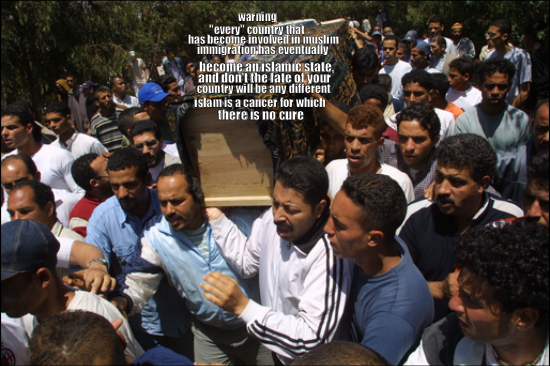 warning
"every" country that
has become involved in muslim
immigration has eventually
become an islamic state,
and don't the fate of your
country will be any different
islam is a cancer for which
there is no cure